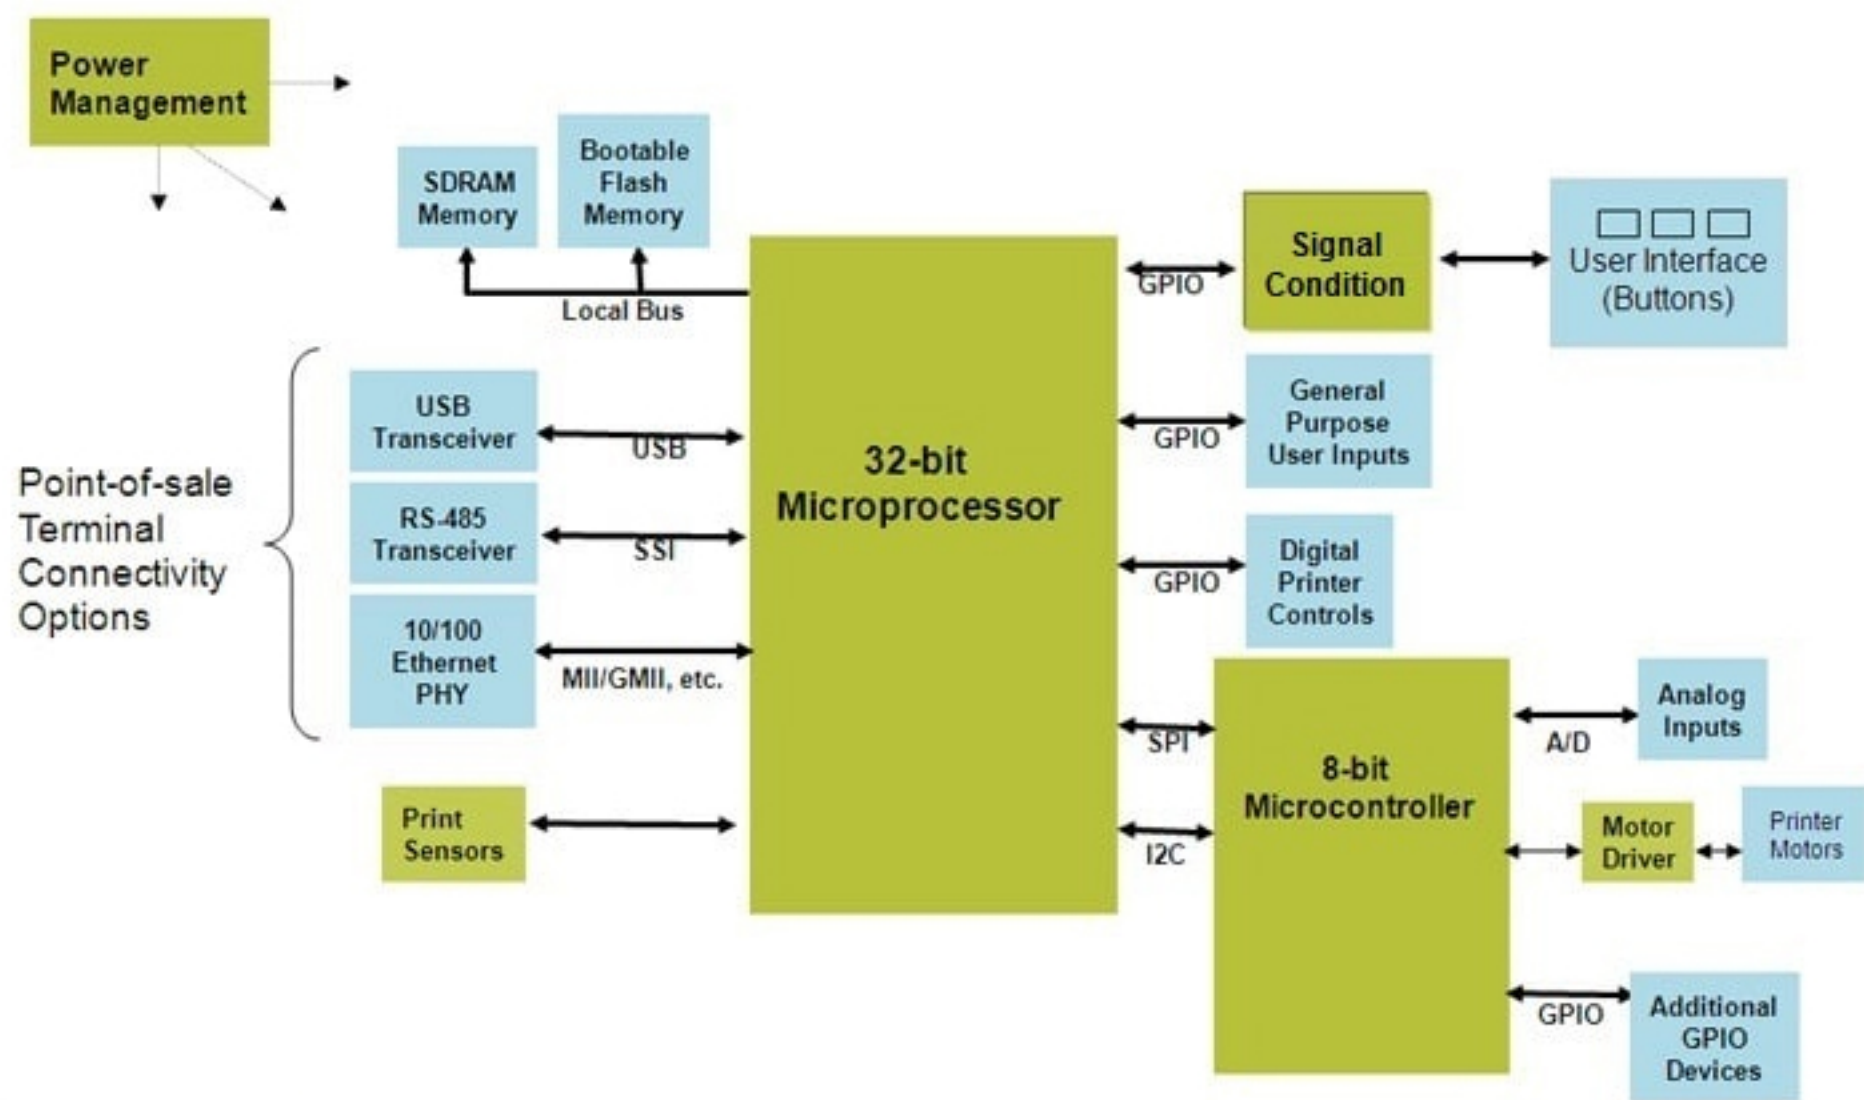 Power
Management
SDRAM
Memory
Bootable
Flash
Memory
Local Bus
Point-of-sale
Terminal
Connectivity
Options
USB
Transceiver
USB
RS-485
Transceiver
SSI
10/100
Ethernet
PHY
MII/GMII, etc.
Print
Sensors
32-bit
Microprocessor
GPIO
Signal
Condition
User Interface
(Buttons)
GPIO
General
Purpose
User Inputs
GPIO
Digital
Printer
Controls
SPI
I2C
8-bit
Microcontroller
A/D
Analog
Inputs
Motor
Driver
Printer
Motors
GPIO
Additional
GPIO
Devices